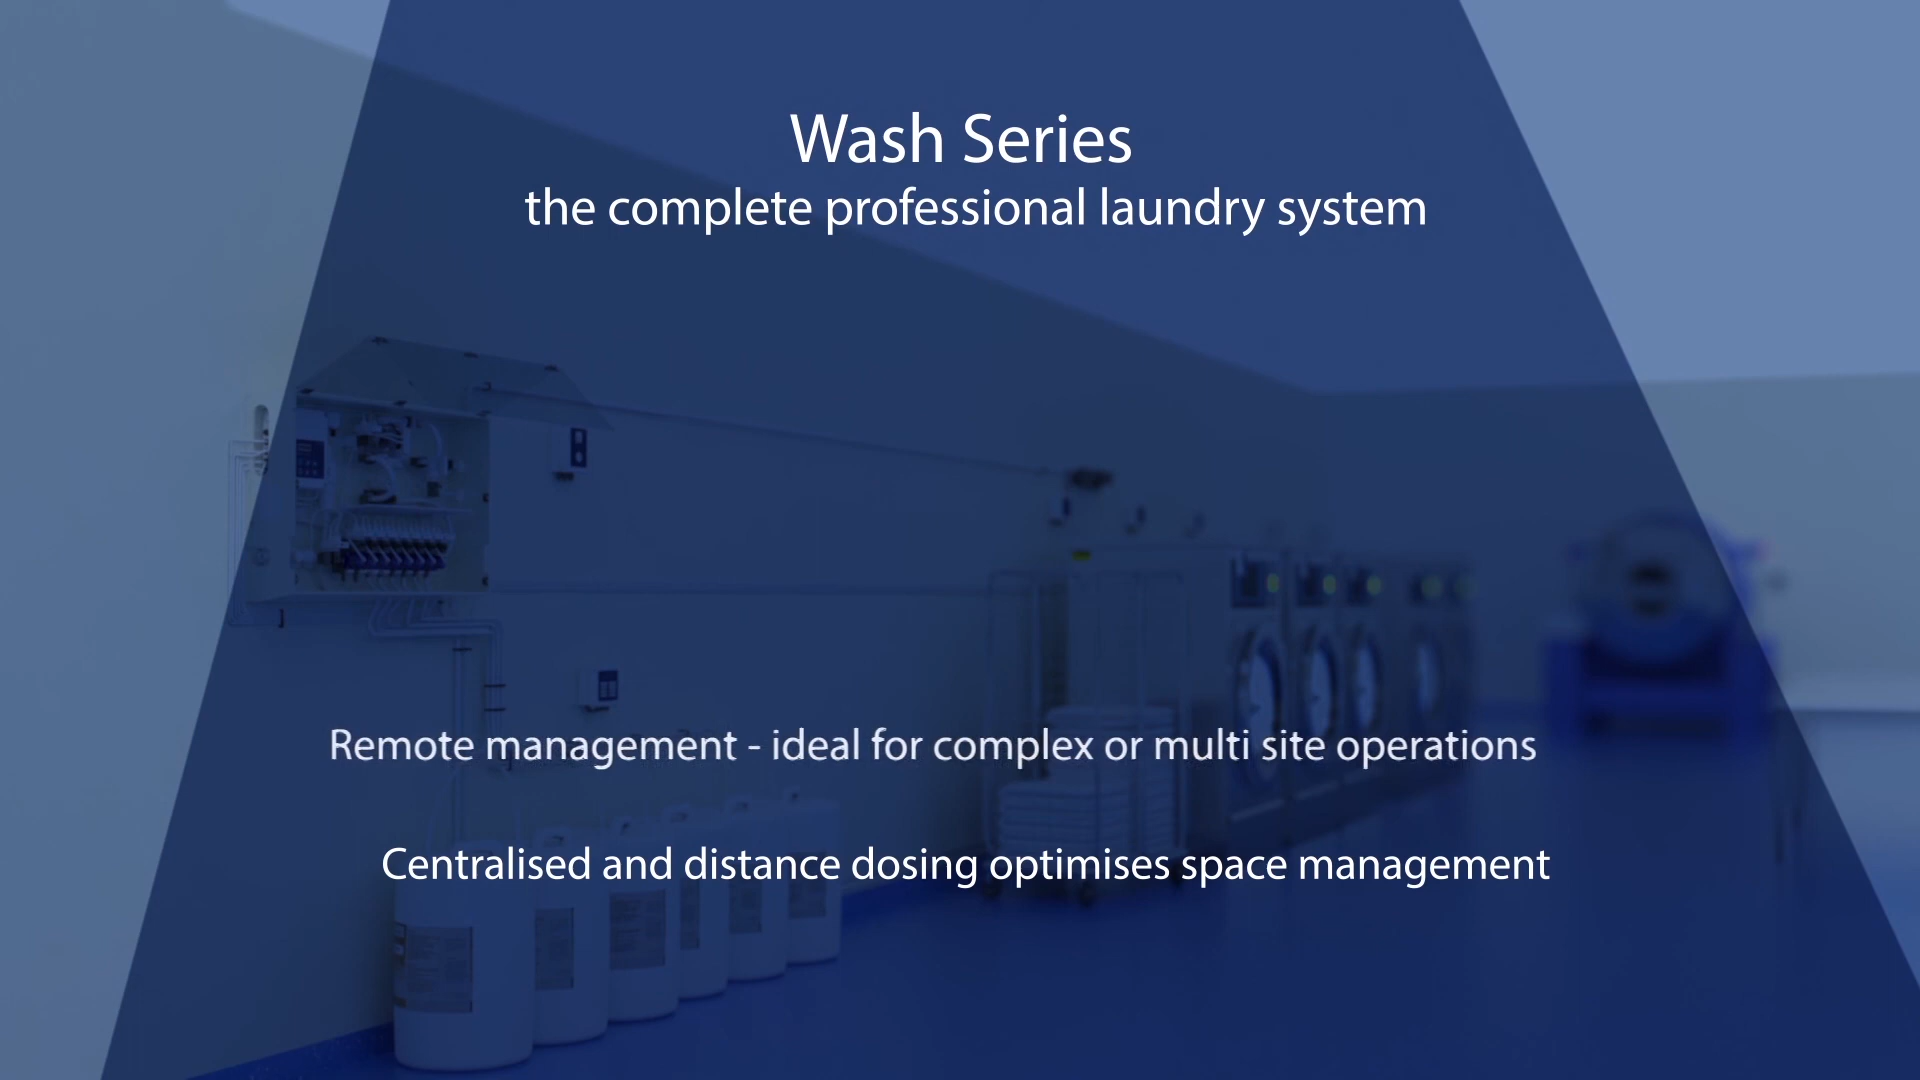 Wash Series
the complete professional laundry system
Remote management - ideal for complex or multi site operations
Centralised and distance dosing optimises space management